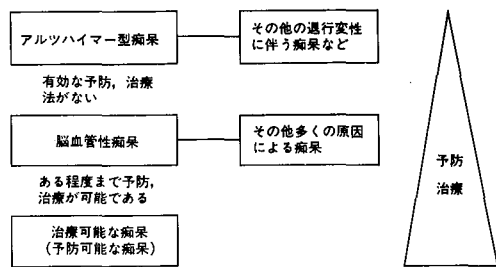 アルツハイマー型痴呆
その他の退行変性
に伴う痴呆など
有効な予防，治療
法がない
脳血管性痴呆
その他多くの原因
による痴呆
ある程度まで予防，
治療が可能である
治療可能な痴呆
（予防可能な痴呆）
予防
治療